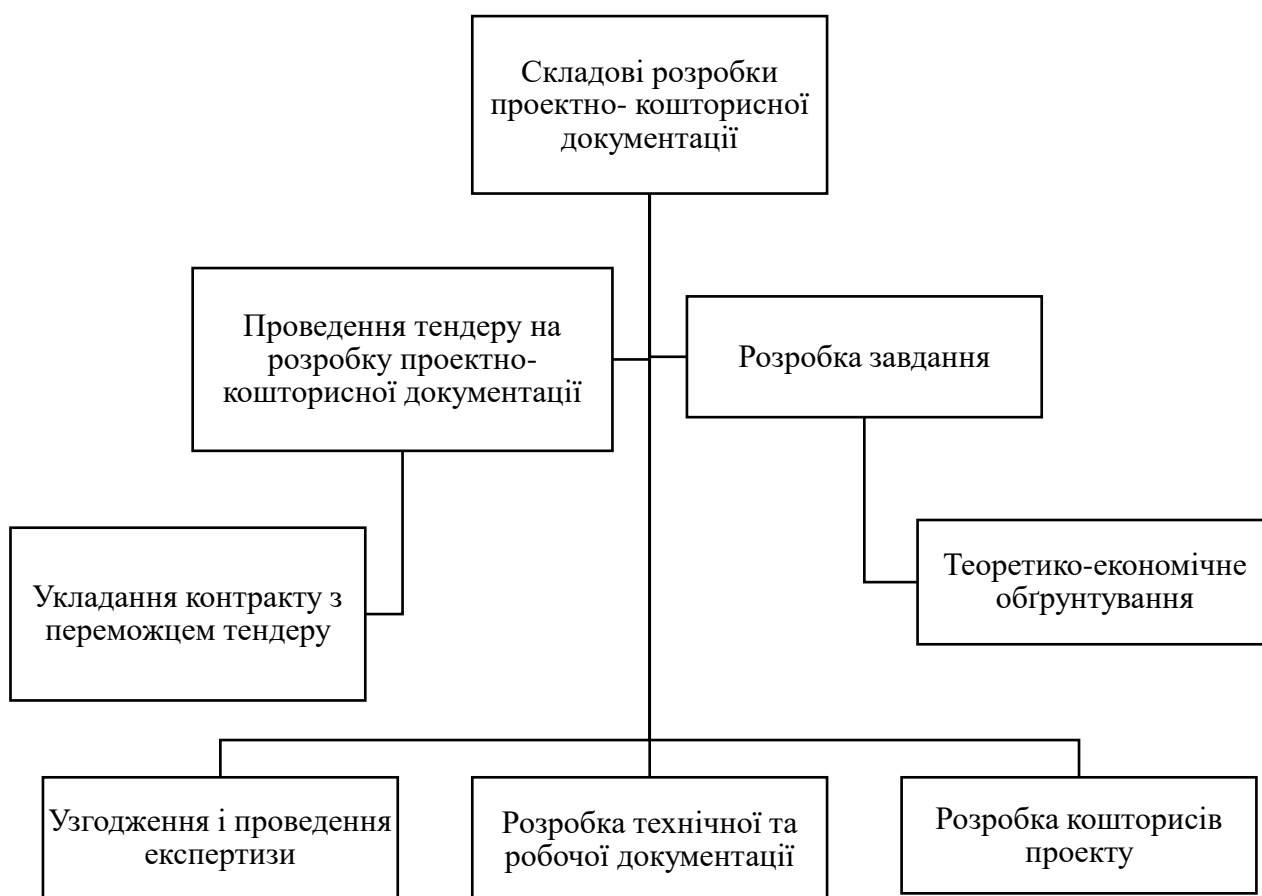 Складові розробки
проектно- кошторисної
документації
Проведення тендеру на
розробку проектно-
кошторисної документації
Розробка завдання
Укладання контракту з
переможцем тендеру
Теоретико-економічне
обґрунтування
Узгодження і проведення
експертизи
Розробка технічної та
робочої документації
Розробка кошторисів
проекту